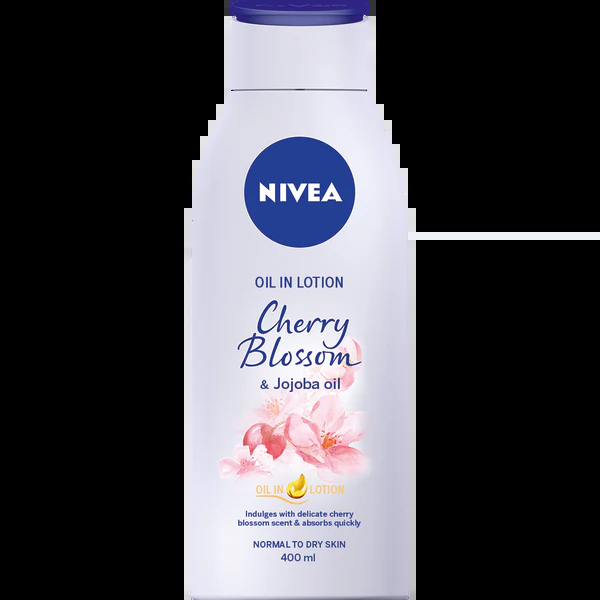 NIVEA
OIL IN LOTION
Cherry
Blossom
& Jojoba oil
OIL IN LOTION
Indulges with delicate cherry
blossom scent & absorbs quickly
NORMAL TO DRY SKIN
400 ml